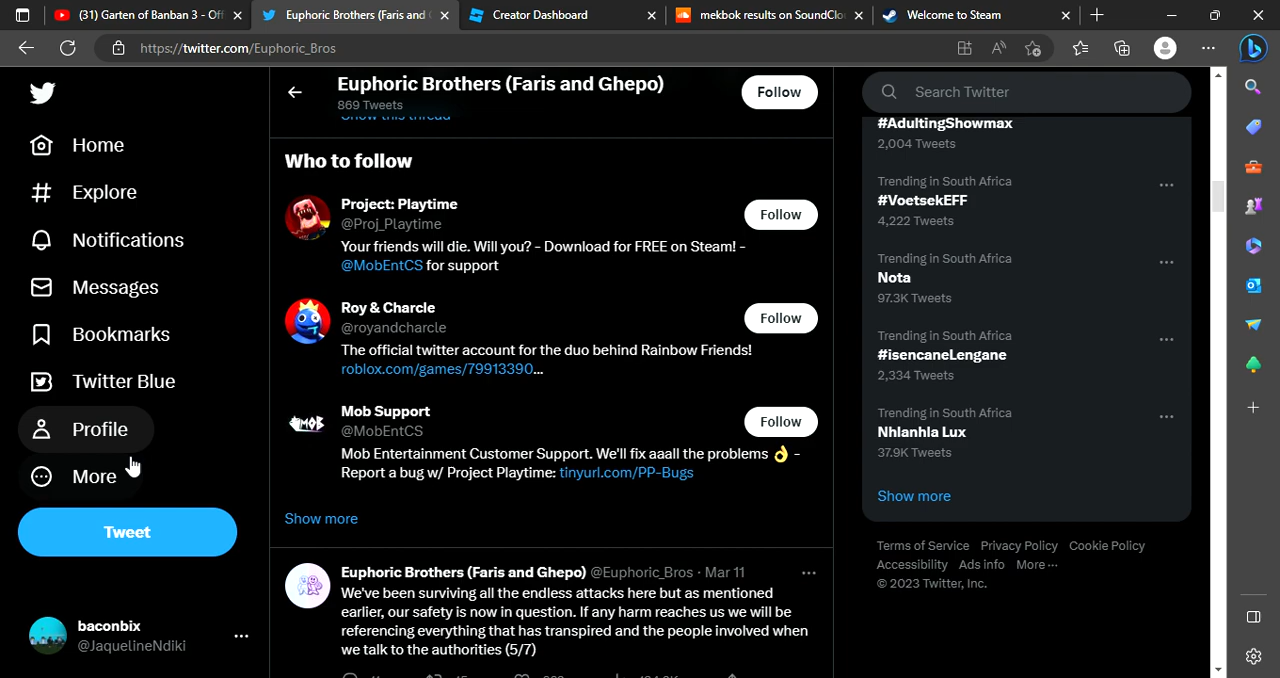 (31) Garten of Banban 3 - Off
Euphoric Brothers (Faris and G
Creator Dashboard
mekbok results on SoundClo
Welcome to Steam
https://twitter.com/Euphoric_Bros
Home
Explore
Notifications
Messages
Bookmarks
Twitter Blue
Profile
More
Tweet
baconbix
@JaquelineNdiki
Euphoric Brothers (Faris and Ghepo)
869 Tweets
Follow
Show this thread
Who to follow
Project: Playtime
@Proj_Playtime
Follow
Your friends will die. Will you? - Download for FREE on Steam! -
@MobEntCS for support
Roy & Charcle
@royandcharcle
Follow
The official twitter account for the duo behind Rainbow Friends!
roblox.com/games/79913390...
Mob Support
@MobEntCS
Follow
Mob Entertainment Customer Support. We'll fix aaall the problems 👌 -
Report a bug w/ Project Playtime: tinyurl.com/PP-Bugs
Show more
Euphoric Brothers (Faris and Ghepo) @Euphoric_Bros · Mar 11
We've been surviving all the endless attacks here but as mentioned
earlier, our safety is now in question. If any harm reaches us we will be
referencing everything that has transpired and the people involved when
we talk to the authorities (5/7)
Search Twitter
#AdultingShowmax
2,004 Tweets
Trending in South Africa
#VoetsekEFF
4,222 Tweets
Trending in South Africa
Nota
97.3K Tweets
Trending in South Africa
#isencaneLengane
2,334 Tweets
Trending in South Africa
Nhlanhla Lux
37.9K Tweets
Show more
Terms of Service Privacy Policy Cookie Policy
Accessibility Ads info More ···
© 2023 Twitter, Inc.